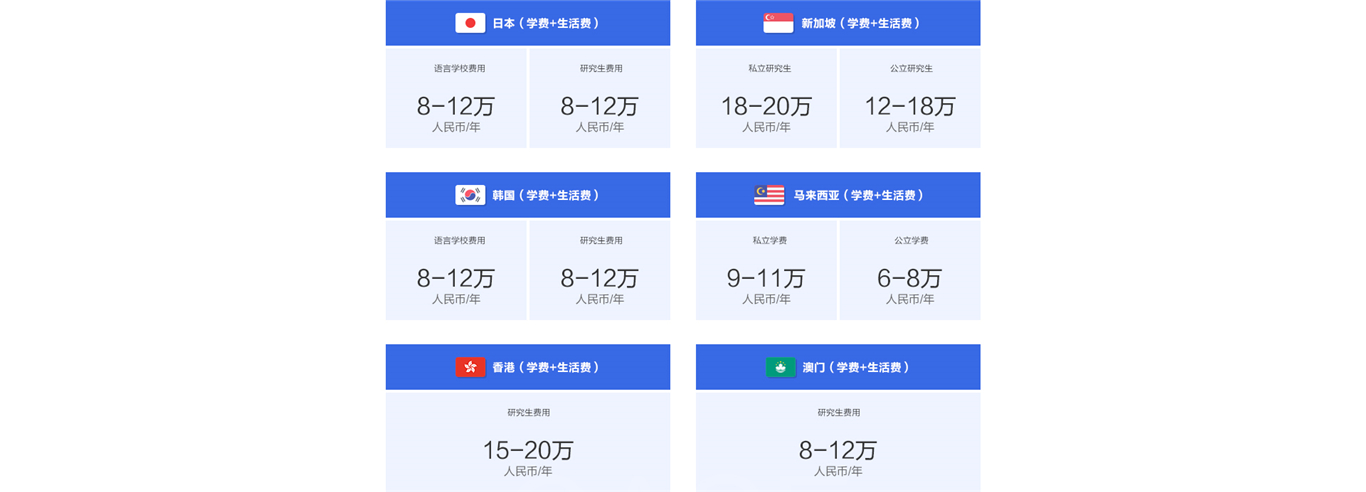 日本（学费+生活费）
语言学校费用
8-12万
人民币/年
研究生费用
8-12万
人民币/年
新加坡（学费+生活费）
私立研究生
18-20万
人民币/年
公立研究生
12-18万
人民币/年
韩国（学费+生活费）
语言学校费用
8-12万
人民币/年
研究生费用
8-12万
人民币/年
马来西亚（学费+生活费）
私立学费
9-11万
人民币/年
公立学费
6-8万
人民币/年
香港（学费+生活费）
研究生费用
15-20万
人民币/年
澳门（学费+生活费）
研究生费用
8-12万
人民币/年